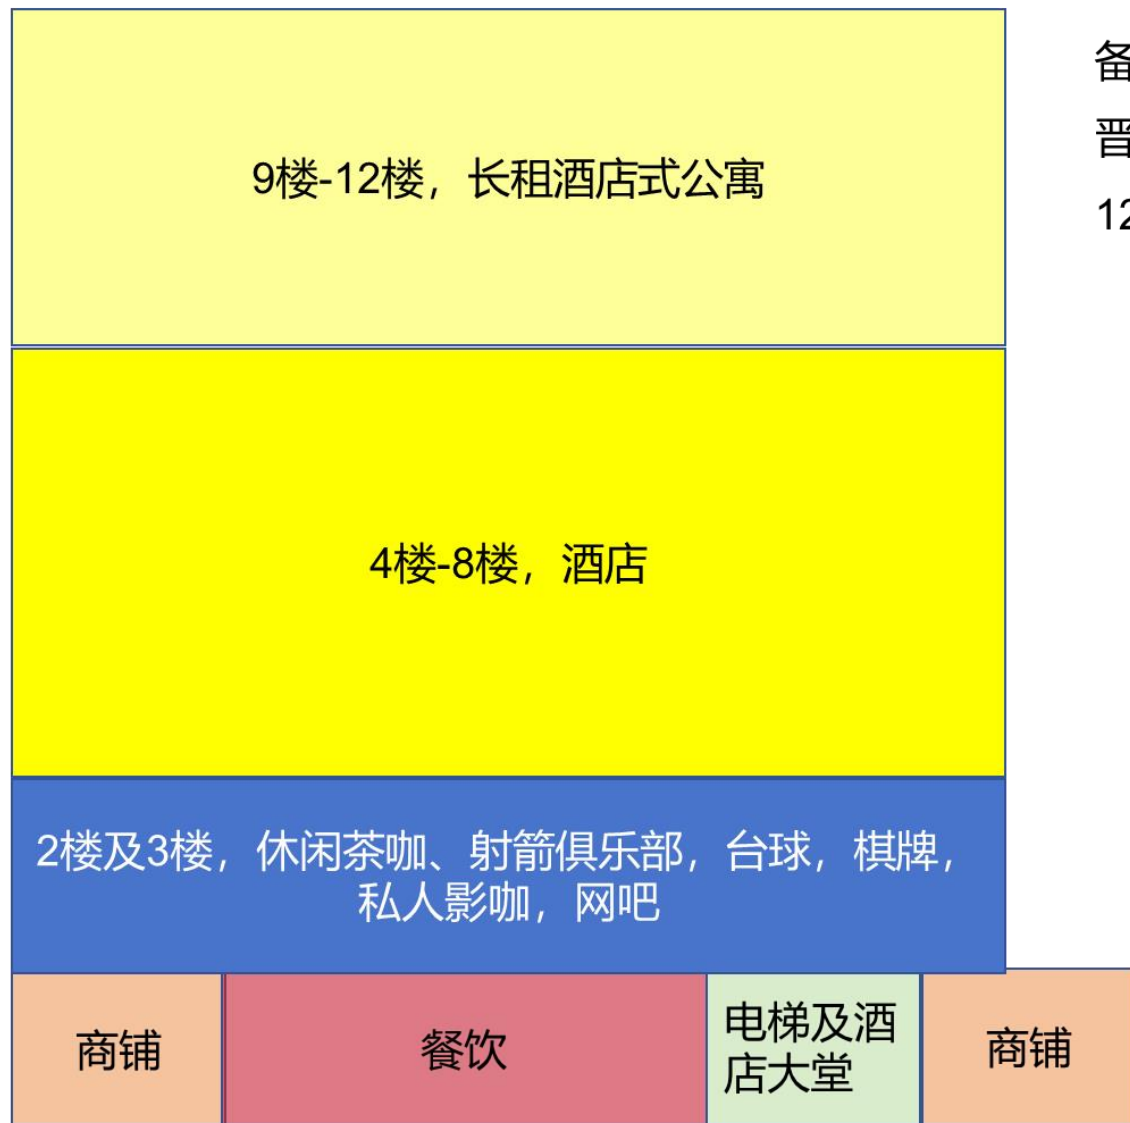 备
晋
12
9楼-12楼，长租酒店式公寓
4楼-8楼，酒店
2楼及3楼，休闲茶咖、射箭俱乐部，台球，棋牌，
私人影咖，网吧
商铺
餐饮
电梯及酒
店大堂
商铺